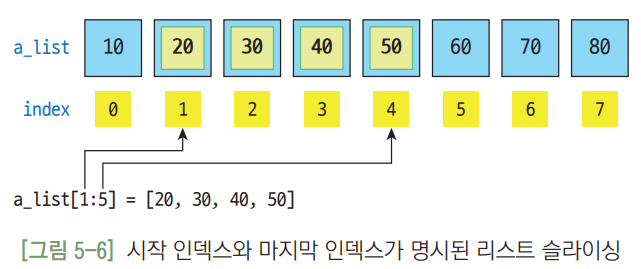 a_list 10 20 30 40 50 60 70 80
index 0 1 2 3 4 5 6 7
a_list[1:5] = [20, 30, 40, 50]
[그림 5-6] 시작 인덱스와 마지막 인덱스가 명시된 리스트 슬라이싱